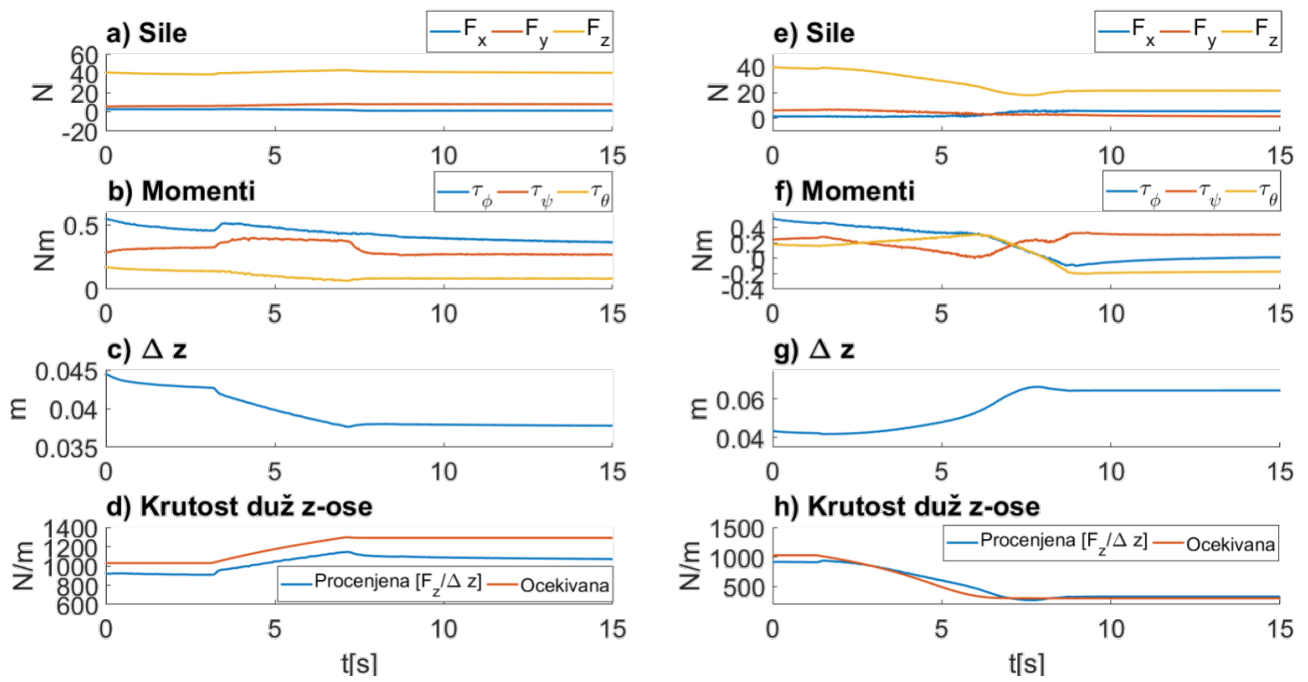 a) Sile
F_x F_y F_z
60
40
20
0
-20
N
0 5 10 15
b) Momenti
τ_ϕ τ_ψ τ_θ
0.5
0
Nm
0 5 10 15
c) Δ z
0.045
0.04
0.035
m
0 5 10 15
d) Krutost duž z-ose
1400
1200
1000
800
600
N/m
Procenjena [F_z/Δ z] Ocekivana
0 5 10 15
t[s]
e) Sile
F_x F_y F_z
40
20
0
N
0 5 10 15
f) Momenti
τ_ϕ τ_ψ τ_θ
0.4
0.2
0
-0.2
-0.4
Nm
0 5 10 15
g) Δ z
0.06
0.04
m
0 5 10 15
h) Krutost duž z-ose
1500
1000
500
N/m
Procenjena [F_z/Δ z] Ocekivana
0 5 10 15
t[s]